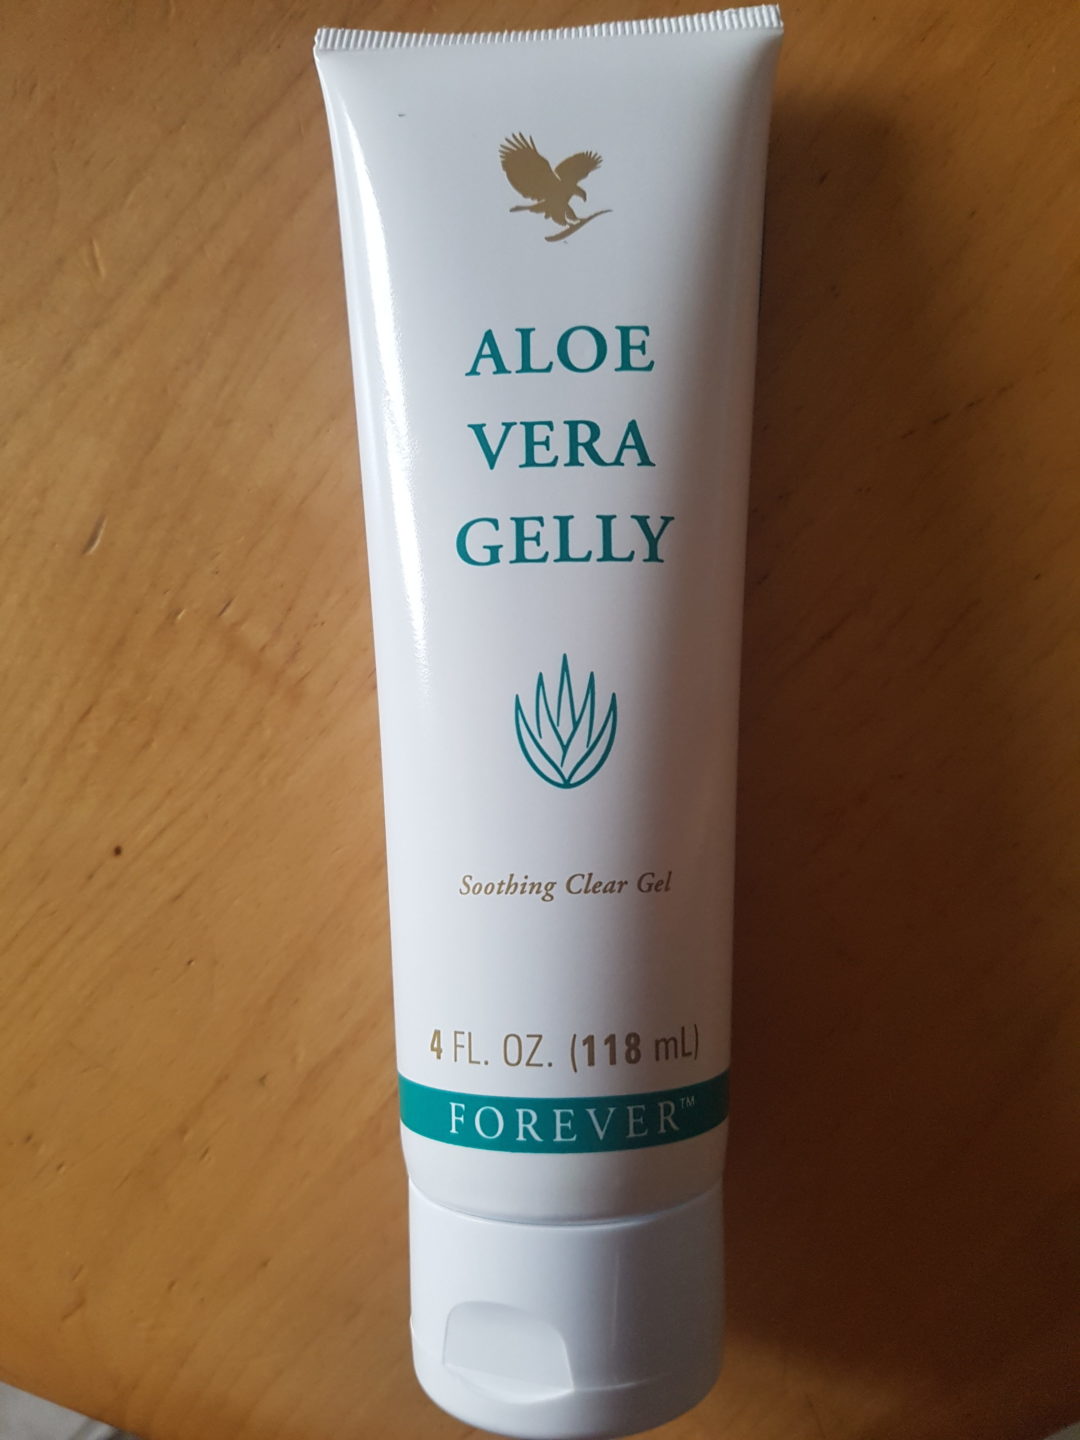 ALOE
VERA
GELLY
Soothing Clear Gel
4 FL. OZ. (118 mL)
FOREVER™